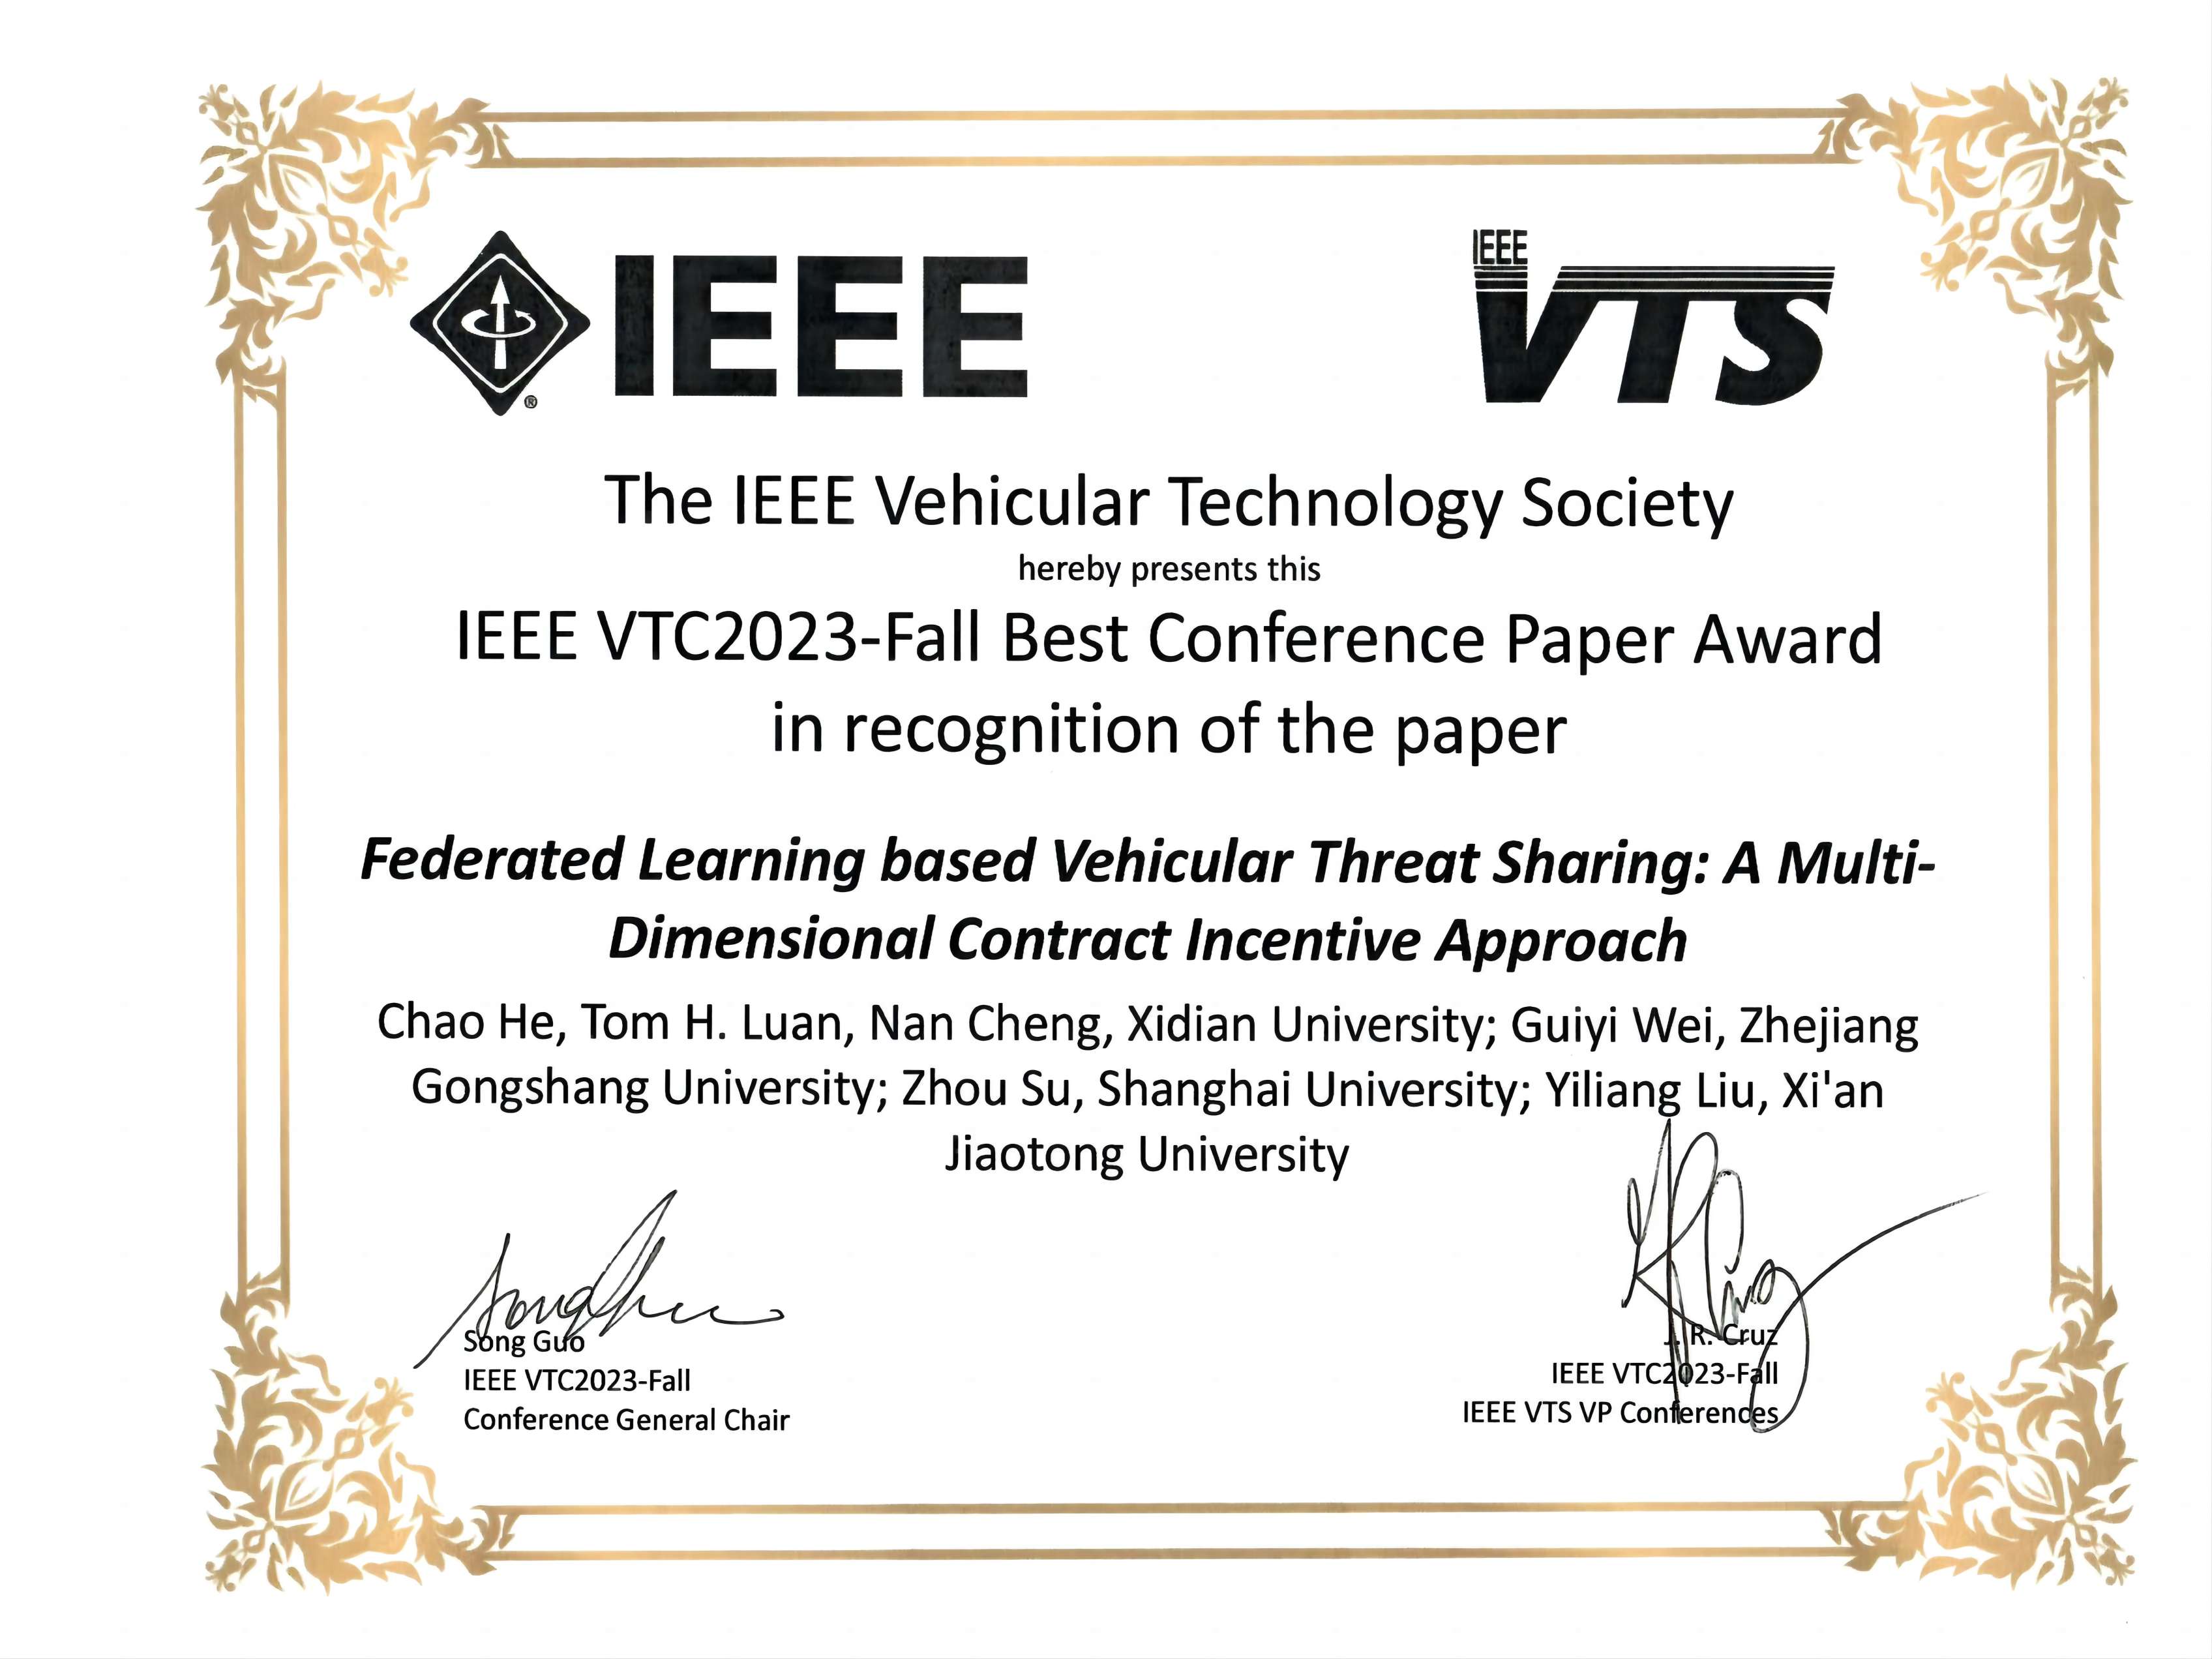 IEEE
IEEE
VTS
The IEEE Vehicular Technology Society
hereby presents this
IEEE VTC2023-Fall Best Conference Paper Award
in recognition of the paper
Federated Learning based Vehicular Threat Sharing: A Multi-
Dimensional Contract Incentive Approach
Chao He, Tom H. Luan, Nan Cheng, Xidian University; Guiyi Wei, Zhejiang
Gongshang University; Zhou Su, Shanghai University; Yiliang Liu, Xi'an
Jiaotong University
Song Guo
IEEE VTC2023-Fall
Conference General Chair
J. R. Cruz
IEEE VTC2023-Fall
IEEE VTS VP Conferences